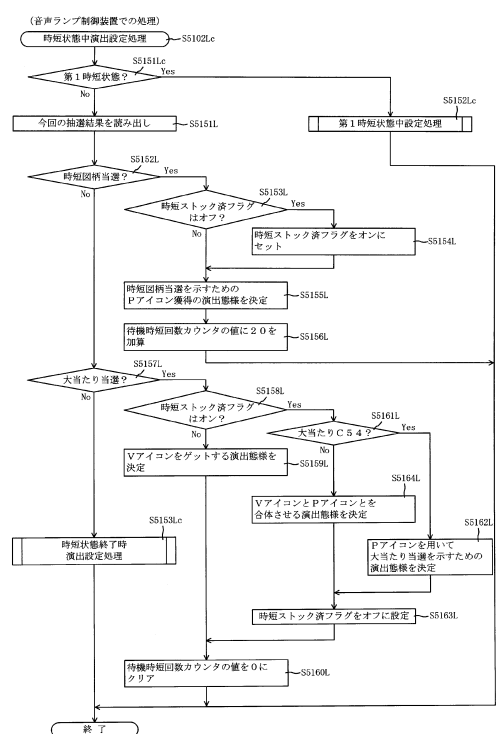 （音声ランプ制御装置での処理）
時短状態中演出設定処理
S5102Lc
S5151Lc
第１時短状態？
Yes
No
S5152Lc
今回の抽選結果を読み出し
S5151L
第１時短状態中設定処理
S5152L
時短図柄当選？
Yes
No
S5153L
時短ストック済フラグ
はオフ？
Yes
No
時短ストック済フラグをオンに
セット
S5154L
時短図柄当選を示すための
Ｐアイコン獲得の演出態様を決定
S5155L
待機時短回数カウンタの値に２０を
加算
S5156L
S5157L
大当たり当選？
Yes
No
S5158L
時短ストック済フラグ
はオン？
Yes
No
S5161L
大当たりＣ５４？
Yes
No
Ｖアイコンをゲットする演出態様を
決定
S5159L
S5164L
ＶアイコンとＰアイコンとを
合体させる演出態様を決定
S5153Lc
時短状態終了時
演出設定処理
S5162L
Ｐアイコンを用いて
大当たり当選を示すための
演出態様を決定
時短ストック済フラグをオフに設定
S5163L
待機時短回数カウンタの値を０に
クリア
S5160L
終 了